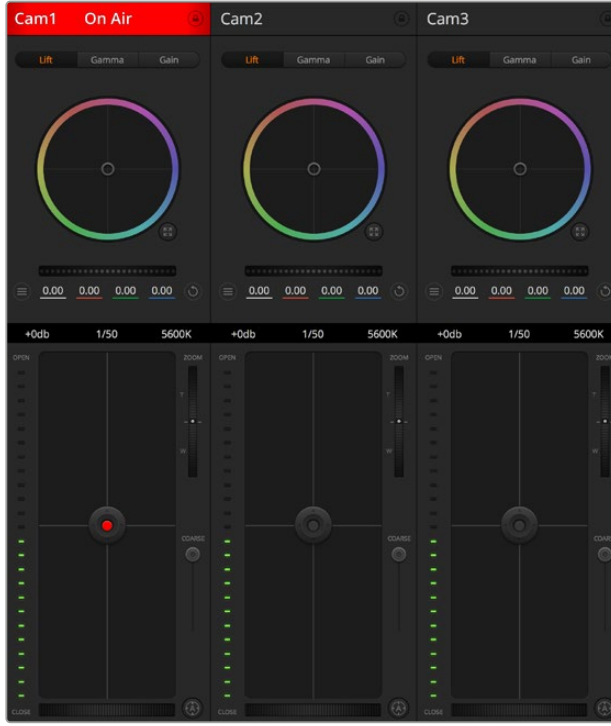 Cam1 On Air
Lift Gamma Gain
0.00 0.00 0.00 0.00
+0db 1/50 5600K
OPEN ZOOM
T
W
COARSE
CLOSE
Cam2
Lift Gamma Gain
0.00 0.00 0.00 0.00
+0db 1/50 5600K
OPEN ZOOM
T
W
COARSE
CLOSE
Cam3
Lift Gamma Gain
0.00 0.00 0.00 0.00
+0db 1/50 5600K
OPEN
T
W
CLOSE